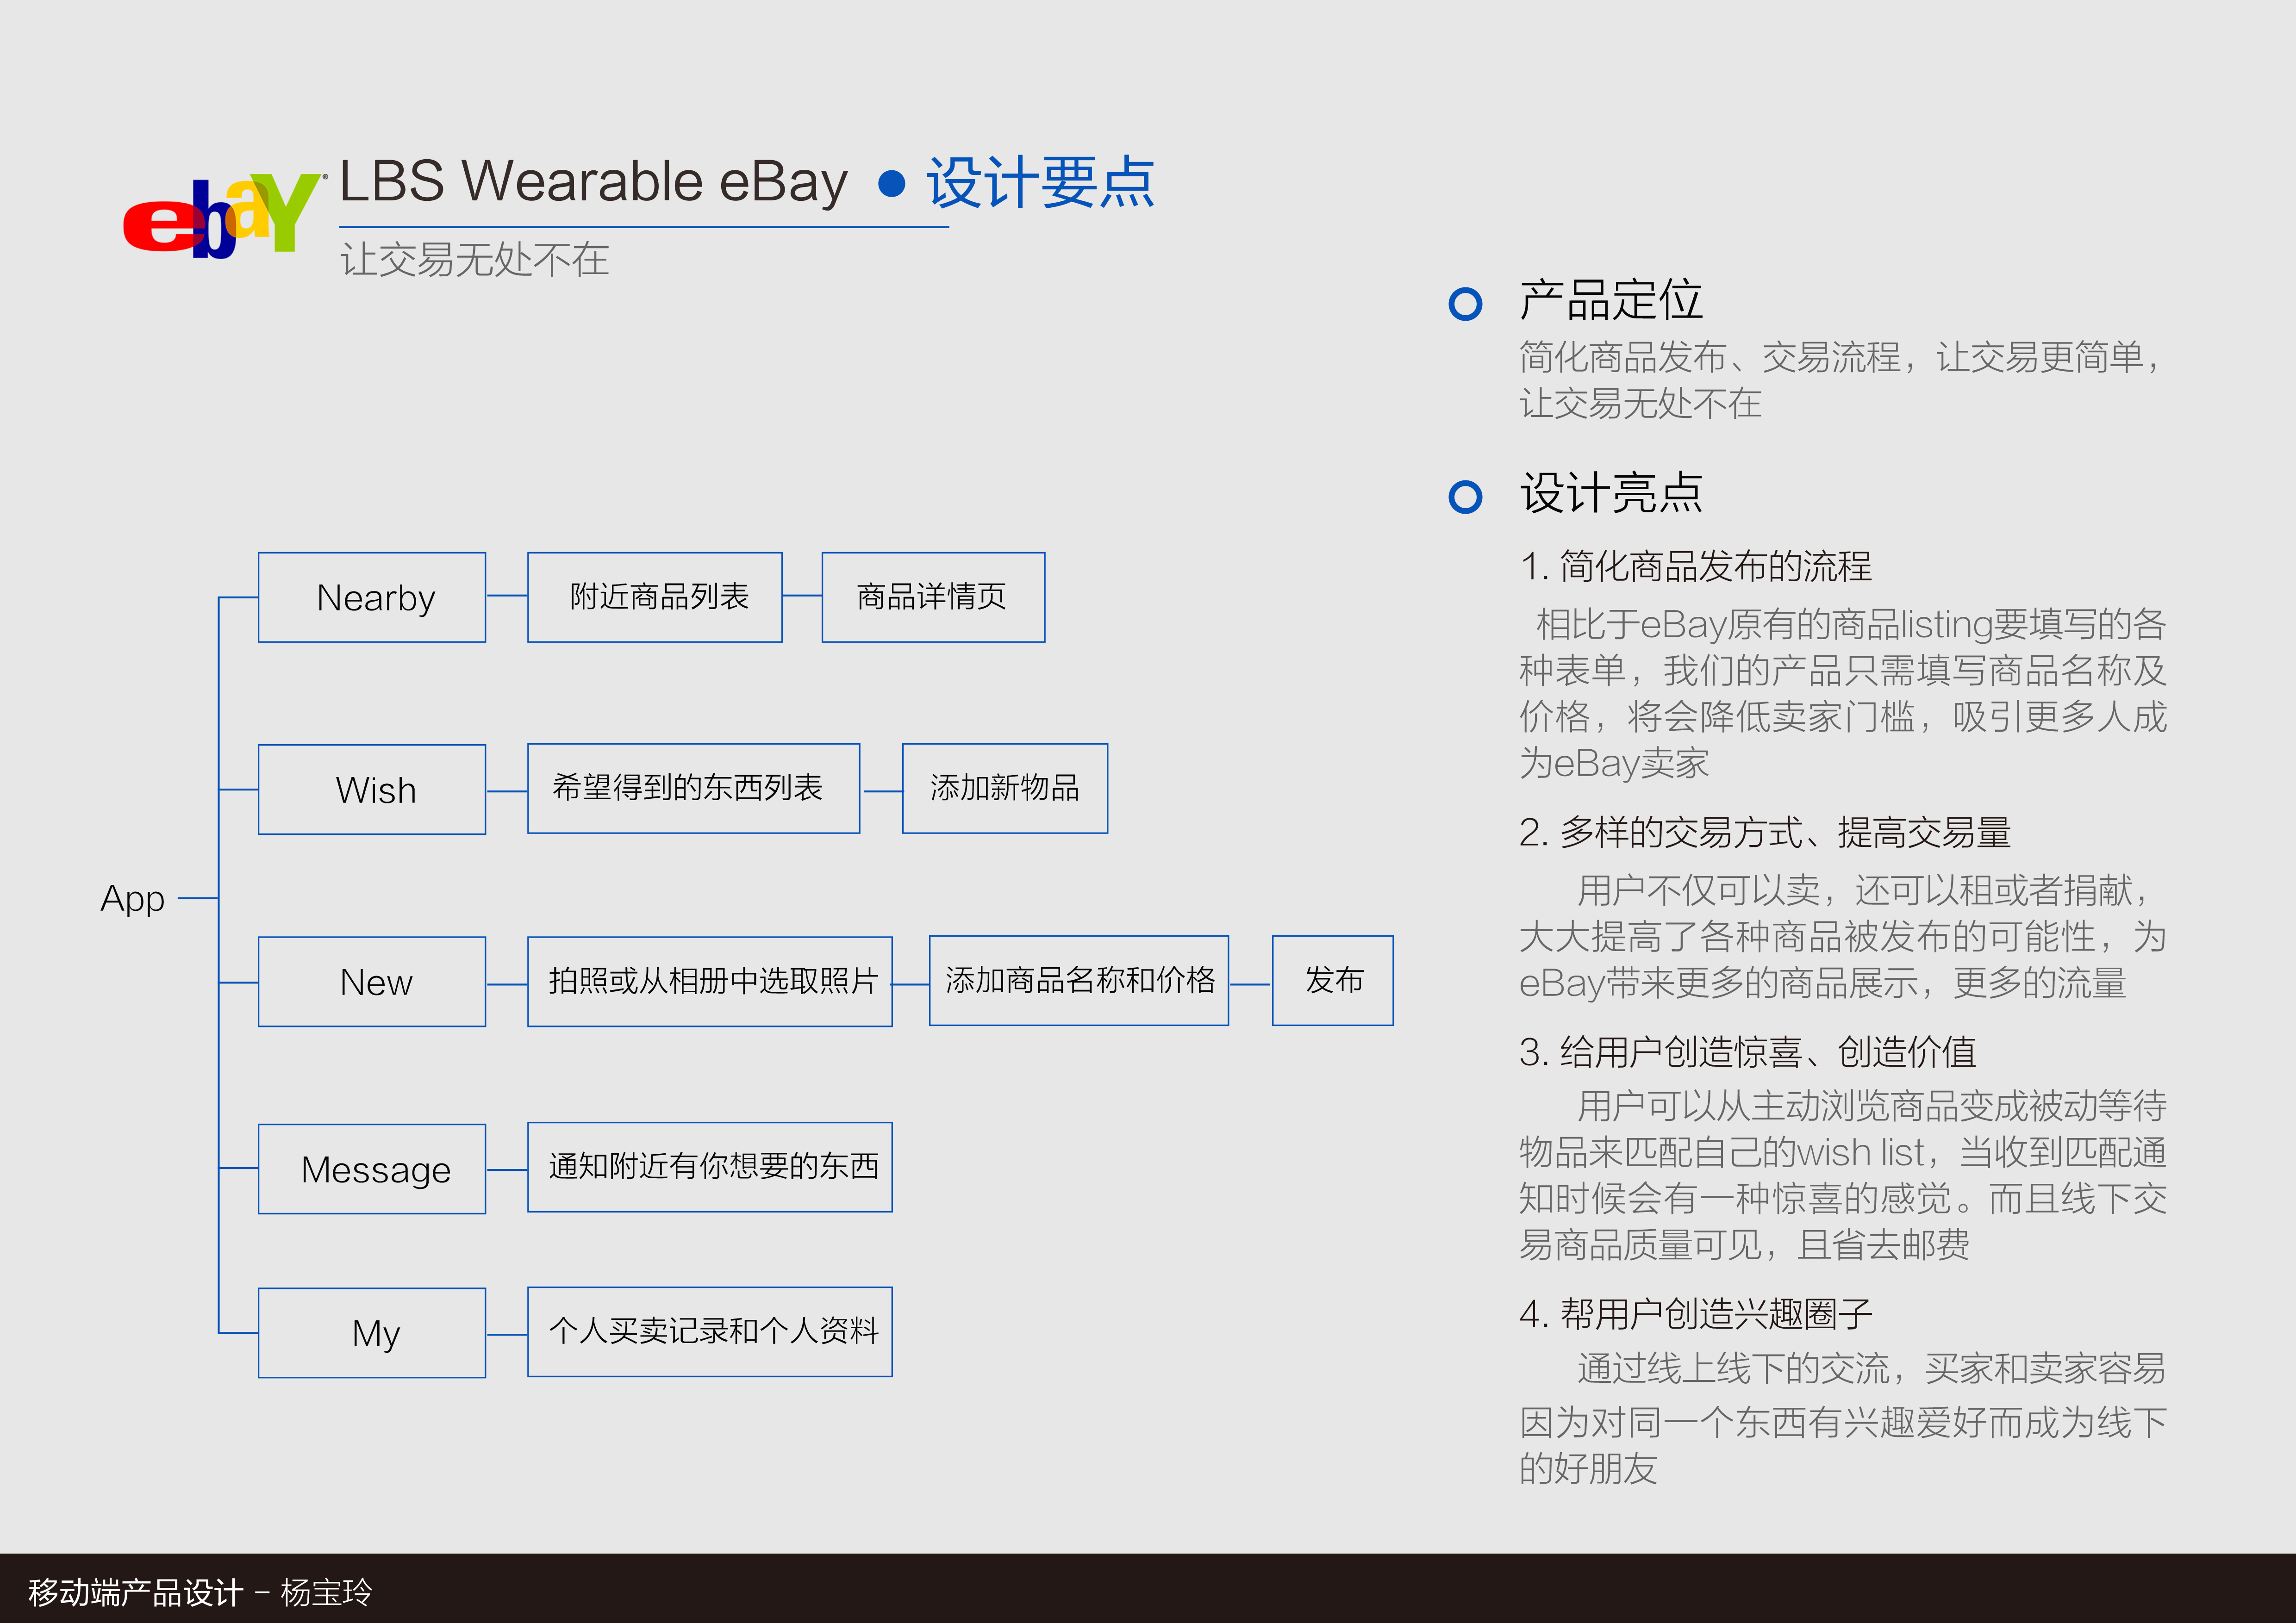 ebaY®
LBS Wearable eBay ● 设计要点
让交易无处不在
App
Nearby
附近商品列表
商品详情页
Wish
希望得到的东西列表
添加新物品
New
拍照或从相册中选取照片
添加商品名称和价格
发布
Message
通知附近有你想要的东西
My
个人买卖记录和个人资料
产品定位
简化商品发布、交易流程，让交易更简单，
让交易无处不在
设计亮点
1. 简化商品发布的流程
相比于eBay原有的商品listing要填写的各
种表单，我们的产品只需填写商品名称及
价格，将会降低卖家门槛，吸引更多人成
为eBay卖家
2. 多样的交易方式、提高交易量
用户不仅可以卖，还可以租或者捐献，
大大提高了各种商品被发布的可能性，为
eBay带来更多的商品展示，更多的流量
3. 给用户创造惊喜、创造价值
用户可以从主动浏览商品变成被动等待
物品来匹配自己的wish list，当收到匹配通
知时候会有一种惊喜的感觉。而且线下交
易商品质量可见，且省去邮费
4. 帮用户创造兴趣圈子
通过线上线下的交流，买家和卖家容易
因为对同一个东西有兴趣爱好而成为线下
的好朋友
移动端产品设计 – 杨宝玲